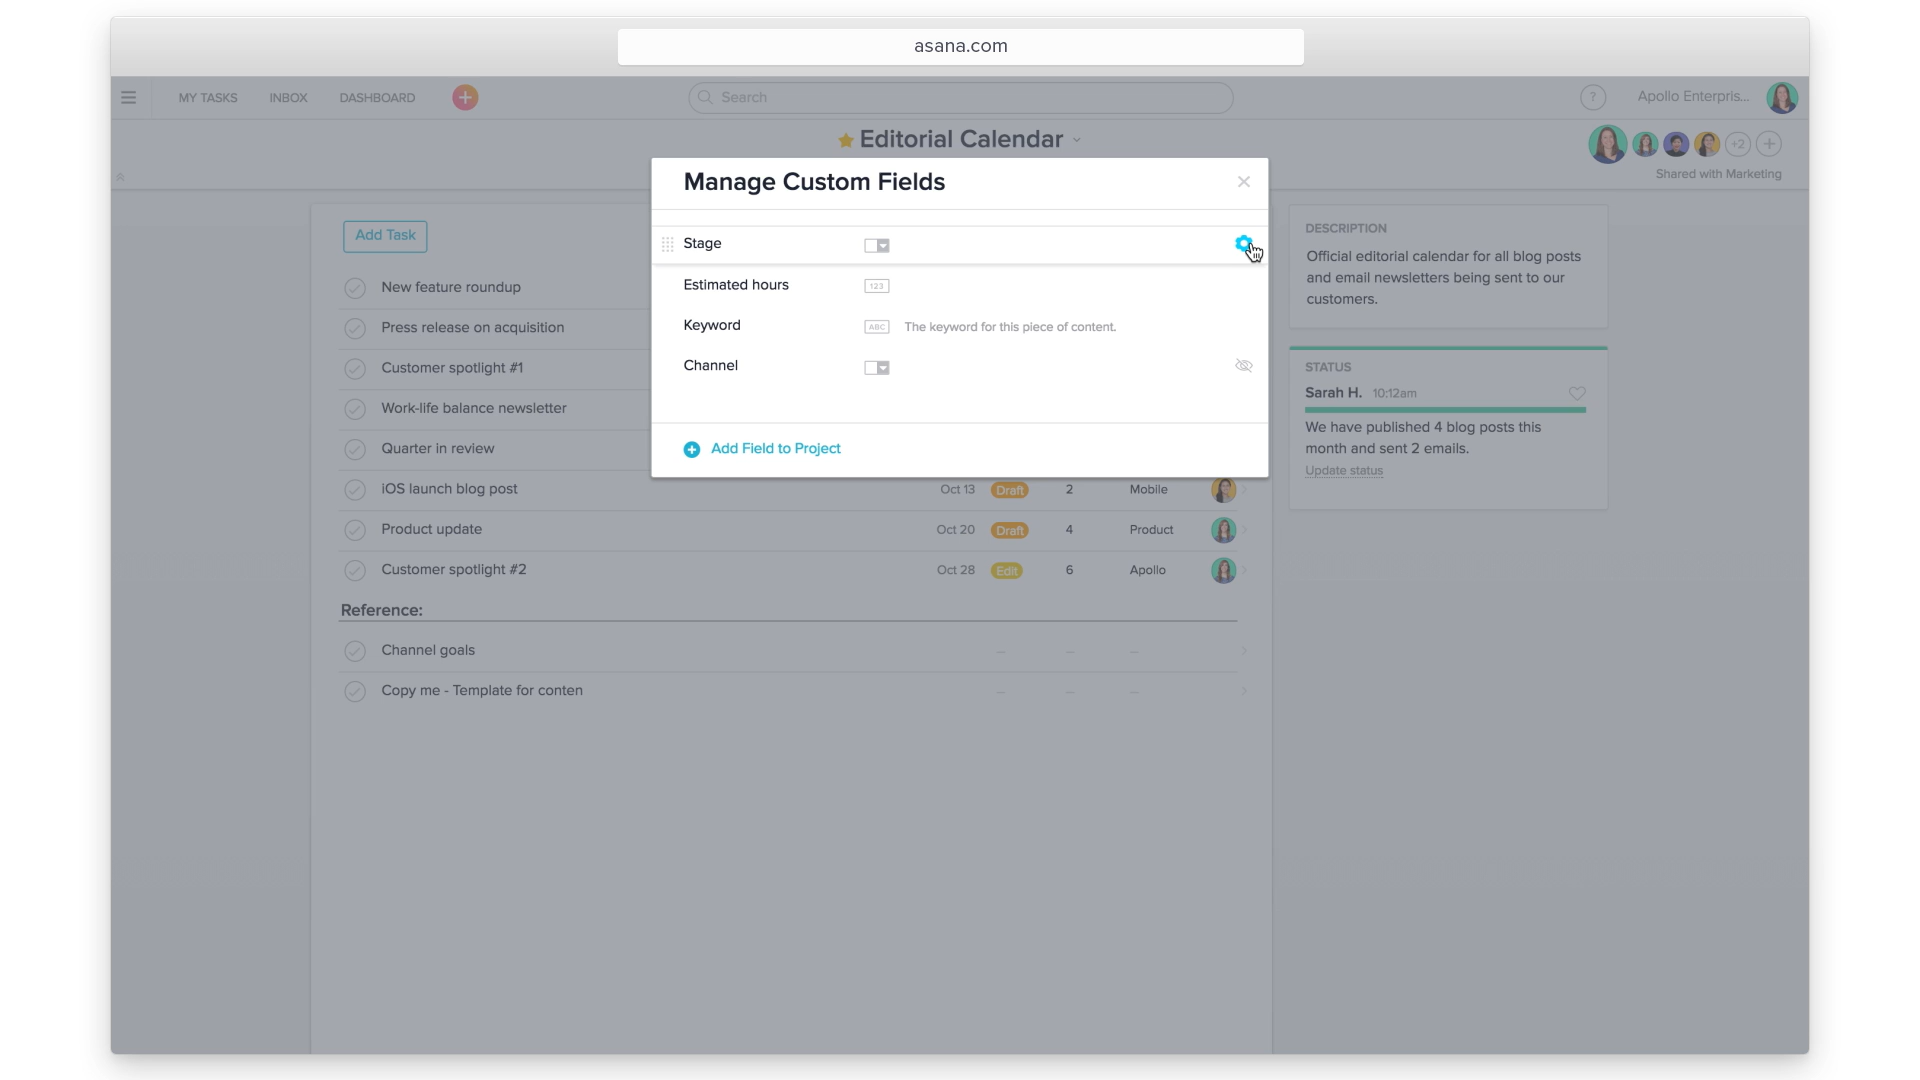 asana.com
MY TASKS
INBOX
DASHBOARD
Search
?
Apollo Enterpris...
Editorial Calendar
+2
Shared with Marketing
Manage Custom Fields
Stage
Estimated hours
123
Keyword
ABC
The keyword for this piece of content.
Channel
Add Field to Project
Add Task
New feature roundup
Press release on acquisition
Customer spotlight #1
Work-life balance newsletter
Quarter in review
iOS launch blog post Oct 13 Draft 2 Mobile
Product update Oct 20 Draft 4 Product
Customer spotlight #2 Oct 28 Edit 6 Apollo
Reference:
Channel goals
Copy me - Template for conten
DESCRIPTION
Official editorial calendar for all blog posts
and email newsletters being sent to our
customers.
STATUS
Sarah H. 10:12am
We have published 4 blog posts this
month and sent 2 emails.
Update status